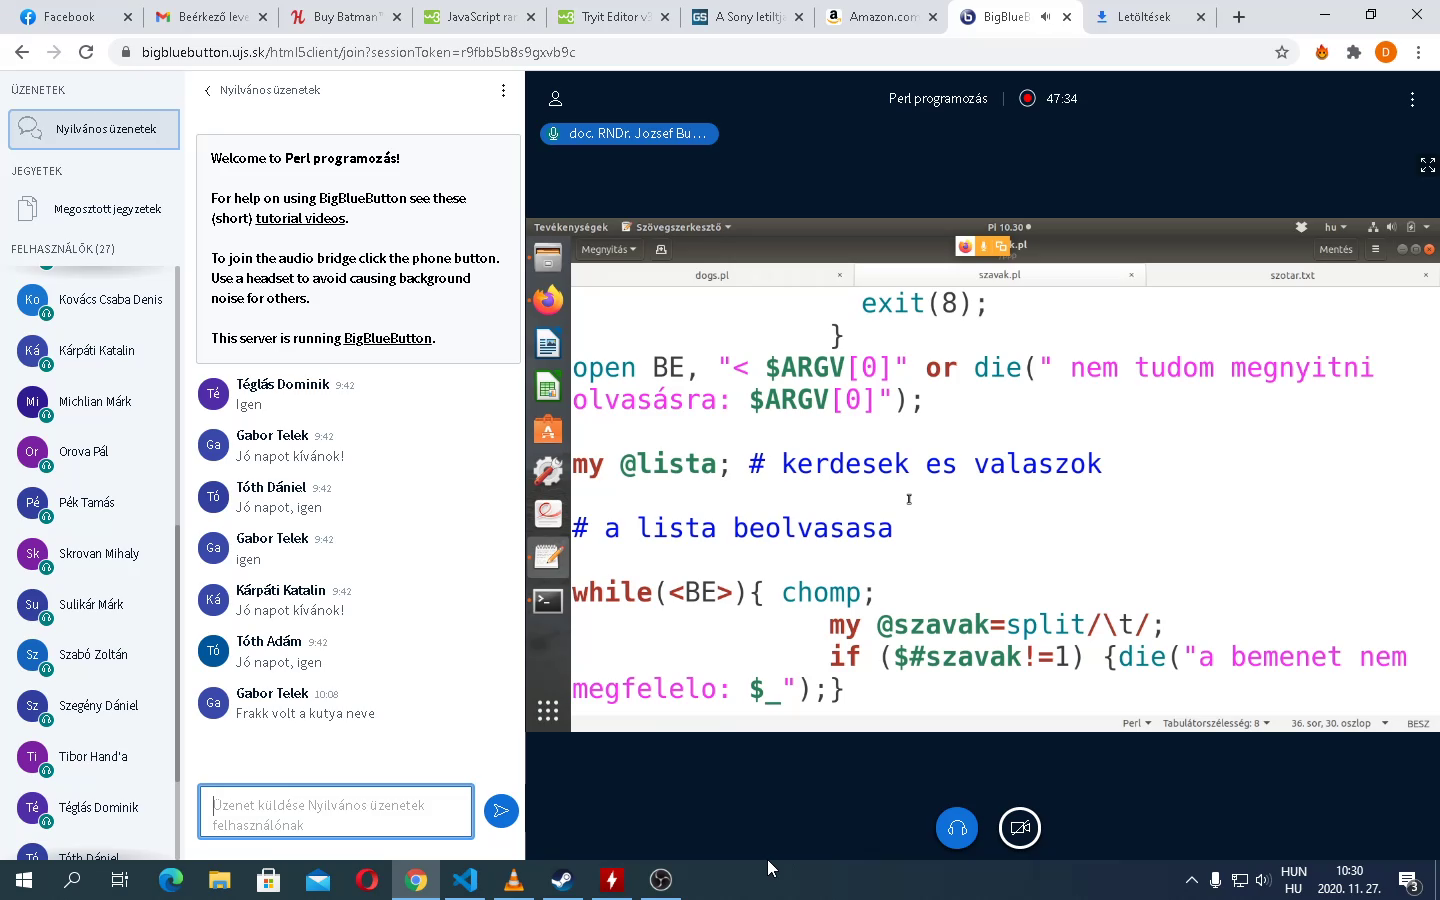 Facebook
Beérkező leve
Buy Batman™
JavaScript ran
Tryit Editor v3
A Sony letiltja
Amazon.com
BigBlueB
Letöltések
bigbluebutton.ujs.sk/html5client/join?sessionToken=r9fbb5b8s9gxvb9c
D
ÜZENETEK
Nyilvános üzenetek
JEGYETEK
Megosztott jegyzetek
FELHASZNÁLÓK (27)
Ko Kovács Csaba Denis
Ká Kárpáti Katalin
Mi Michlian Márk
Or Orova Pál
Pé Pék Tamás
Sk Skrovan Mihaly
Su Sulikár Márk
Sz Szabó Zoltán
Sz Szegény Dániel
Ti Tibor Hand'a
Té Téglás Dominik
Tó Tóth Dániel
Nyilvános üzenetek
Welcome to Perl programozás!
For help on using BigBlueButton see these
(short) tutorial videos.
To join the audio bridge click the phone button.
Use a headset to avoid causing background
noise for others.
This server is running BigBlueButton.
Té Téglás Dominik 9:42
Igen
Ga Gabor Telek 9:42
Jó napot kívánok!
Tó Tóth Dániel 9:42
Jó napot, igen
Ga Gabor Telek 9:42
igen
Ká Kárpáti Katalin 9:42
Jó napot kívánok!
Tó Tóth Adám 9:42
Jó napot, igen
Ga Gabor Telek 10:08
Frakk volt a kutya neve
Üzenet küldése Nyilvános üzenetek
felhasználónak
Perl programozás
47:34
doc. RNDr. Jozsef Bu...
Tevékenységek Szövegszerkesztő Pi 10.30 hu
Megnyitás k.pl Mentés
dogs.pl szavak.pl szotar.txt
exit(8);
}
open BE, "< $ARGV[0]" or die(" nem tudom megnyitni
olvasásra: $ARGV[0]");
my @lista; # kerdesek es valaszok
# a lista beolvasasa
while(<BE>){ chomp;
my @szavak=split/\t/;
if ($#szavak!=1) {die("a bemenet nem
megfelelo: $_");}
Perl Tabulátorszélesség: 8 36. sor, 30. oszlop BESZ
HUN
HU
10:30
2020. 11. 27.
3